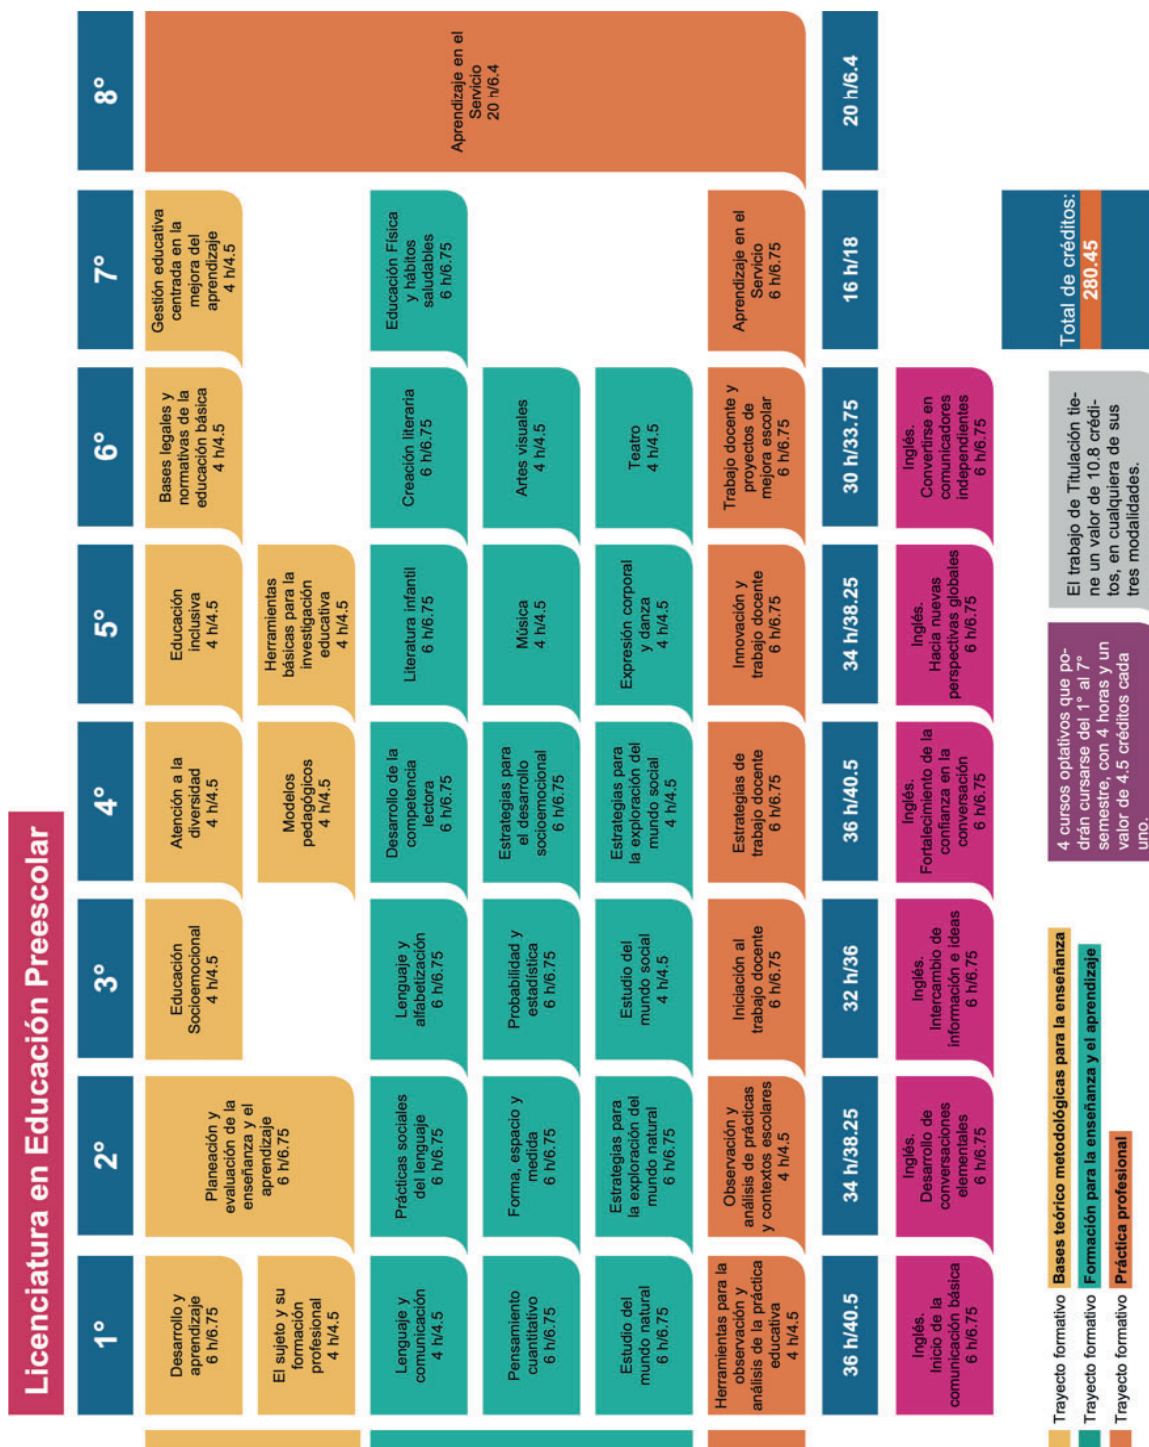 Licenciatura en Educación Preescolar
1°
2°
3°
4°
5°
6°
7°
8°
Desarrollo y
aprendizaje
6 h/6.75
Planeación y
evaluación de la
enseñanza y el
aprendizaje
6 h/6.75
Educación
Socioemocional
4 h/4.5
Atención a la
diversidad
4 h/4.5
Educación
inclusiva
4 h/4.5
Bases legales y
normativas de la
educación básica
4 h/4.5
Gestión educativa
centrada en la
mejora del
aprendizaje
4 h/4.5
Aprendizaje en el
Servicio
20 h/6.4
El sujeto y su
formación
profesional
4 h/4.5
Modelos
pedagógicos
4 h/4.5
Herramientas
básicas para la
investigación
educativa
4 h/4.5
Lenguaje y
comunicación
4 h/4.5
Prácticas sociales
del lenguaje
6 h/6.75
Lenguaje y
alfabetización
6 h/6.75
Desarrollo de la
competencia
lectora
6 h/6.75
Literatura infantil
6 h/6.75
Creación literaria
6 h/6.75
Educación Física
y hábitos
saludables
6 h/6.75
Pensamiento
cuantitativo
6 h/6.75
Forma, espacio y
medida
6 h/6.75
Probabilidad y
estadística
6 h/6.75
Estrategias para
el desarrollo
socioemocional
6 h/6.75
Música
4 h/4.5
Artes visuales
4 h/4.5
Estudio del
mundo natural
6 h/6.75
Estrategias para
la exploración del
mundo natural
6 h/6.75
Estudio del
mundo social
4 h/4.5
Estrategias para
la exploración del
mundo social
4 h/4.5
Expresión corporal
y danza
4 h/4.5
Teatro
4 h/4.5
Herramientas para la
observación y
análisis de la práctica
educativa
4 h/4.5
Observación y
análisis de prácticas
y contextos escolares
4 h/4.5
Iniciación al
trabajo docente
6 h/6.75
Estrategias de
trabajo docente
6 h/6.75
Innovación y
trabajo docente
6 h/6.75
Trabajo docente y
proyectos de
mejora escolar
6 h/6.75
Aprendizaje en el
Servicio
6 h/6.75
36 h/40.5
34 h/38.25
32 h/36
36 h/40.5
34 h/38.25
30 h/33.75
16 h/18
20 h/6.4
Inglés.
Inicio de la
comunicación básica
6 h/6.75
Inglés.
Desarrollo de
conversaciones
elementales
6 h/6.75
Inglés.
Intercambio de
información e ideas
6 h/6.75
Inglés.
Fortalecimiento de la
confianza en la
conversación
6 h/6.75
Inglés.
Hacia nuevas
perspectivas globales
6 h/6.75
Inglés.
Convertirse en
comunicadores
independientes
6 h/6.75
Trayecto formativo Bases teórico metodológicas para la enseñanza
Trayecto formativo Formación para la enseñanza y el aprendizaje
Trayecto formativo Práctica profesional
4 cursos optativos que po-
drán cursarse del 1° al 7°
semestre, con 4 horas y un
valor de 4.5 créditos cada
uno.
El trabajo de Titulación tie-
ne un valor de 10.8 crédi-
tos, en cualquiera de sus
tres modalidades.
Total de créditos:
280.45